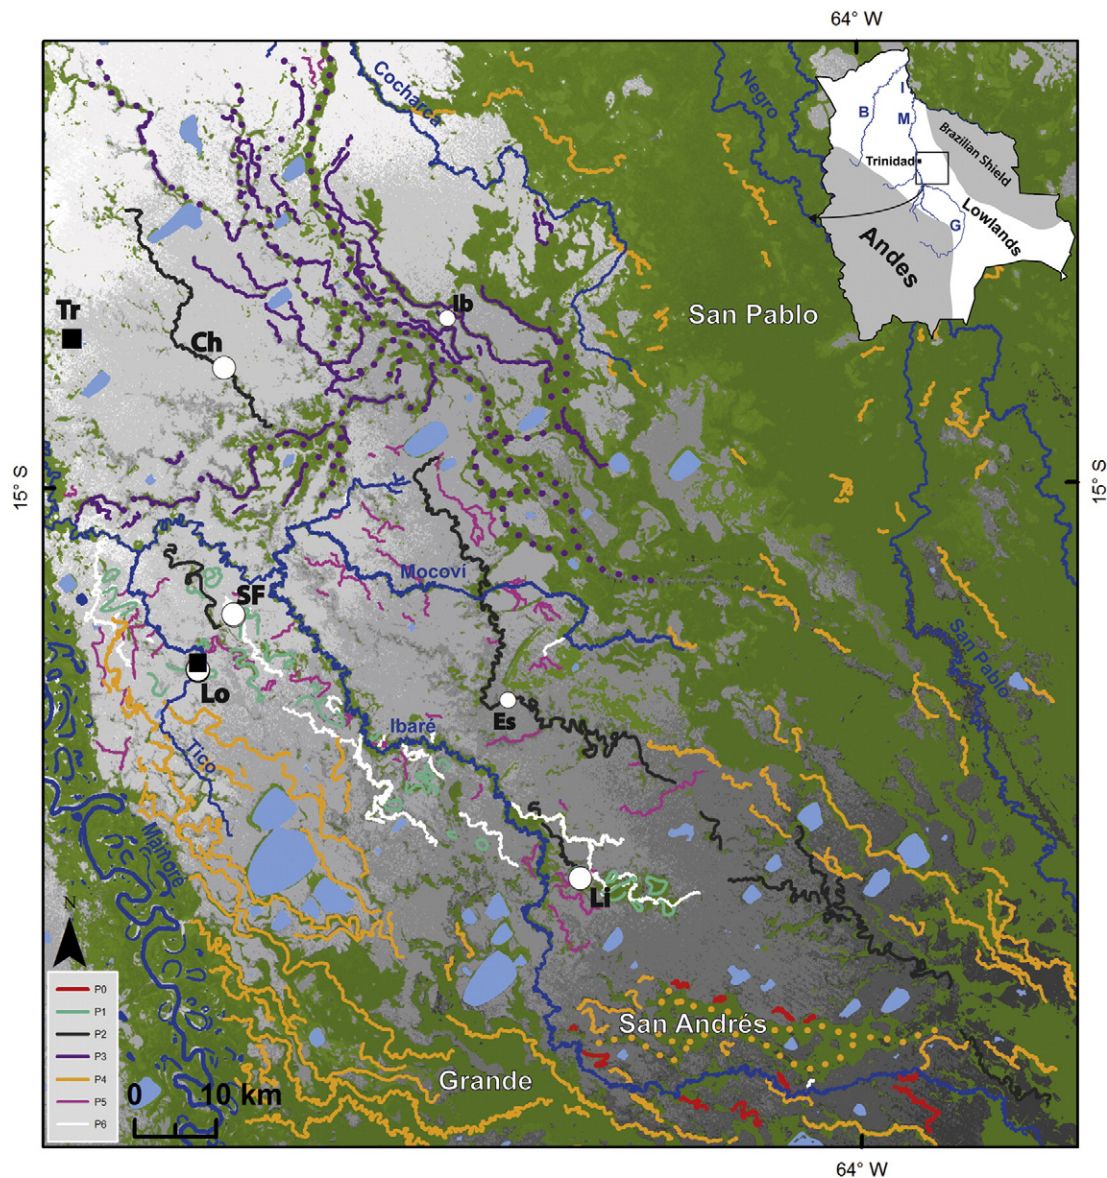 64° W
Cocharca
Negro
I
B
M
Brazilian Shield
Trinidad
Lowlands
G
Andes
Tr
Ib
San Pablo
Ch
15° S
15° S
Mocoví
SF
San Pablo
Lo
Es
Ibaré
Tico
Mamoré
Li
N
P0
P1
P2
P3
P4
P5
P6
San Andrés
Grande
0 10 km
64° W